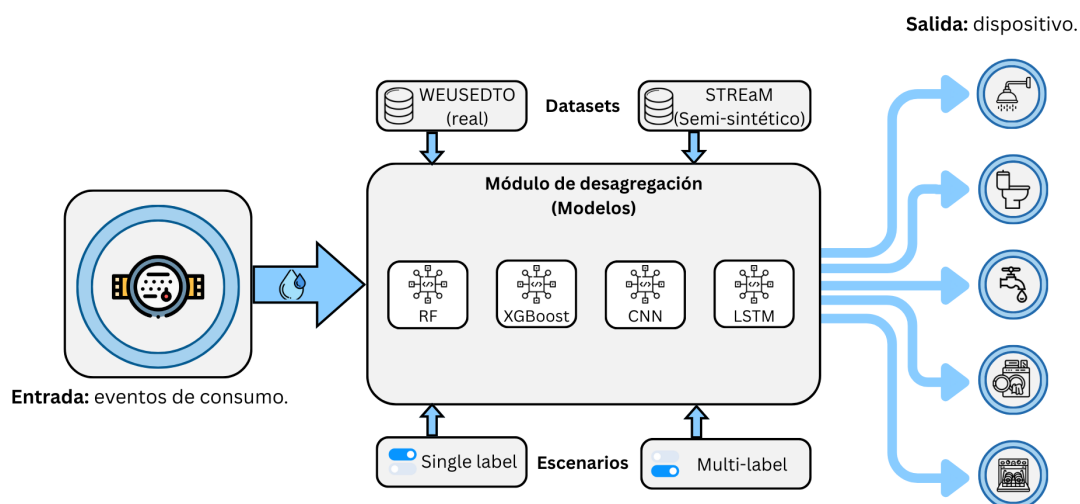 Salida: dispositivo.
WEUSEDTO
(real)
Datasets
STREaM
(Semi-sintético)
Módulo de desagregación
(Modelos)
RF
XGBoost
CNN
LSTM
Entrada: eventos de consumo.
Single label
Escenarios
Multi-label